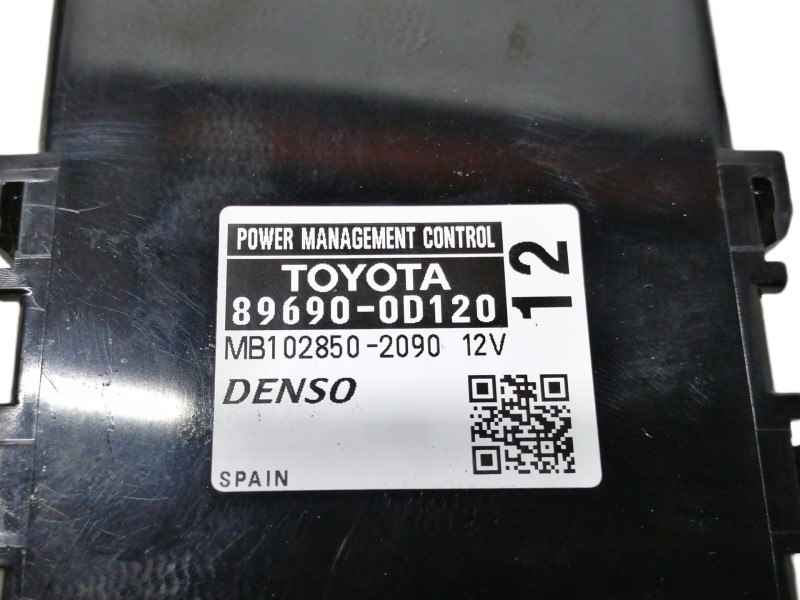 POWER MANAGEMENT CONTROL
TOYOTA
89690-0D120
12
MB102850-2090 12V
DENSO
SPAIN